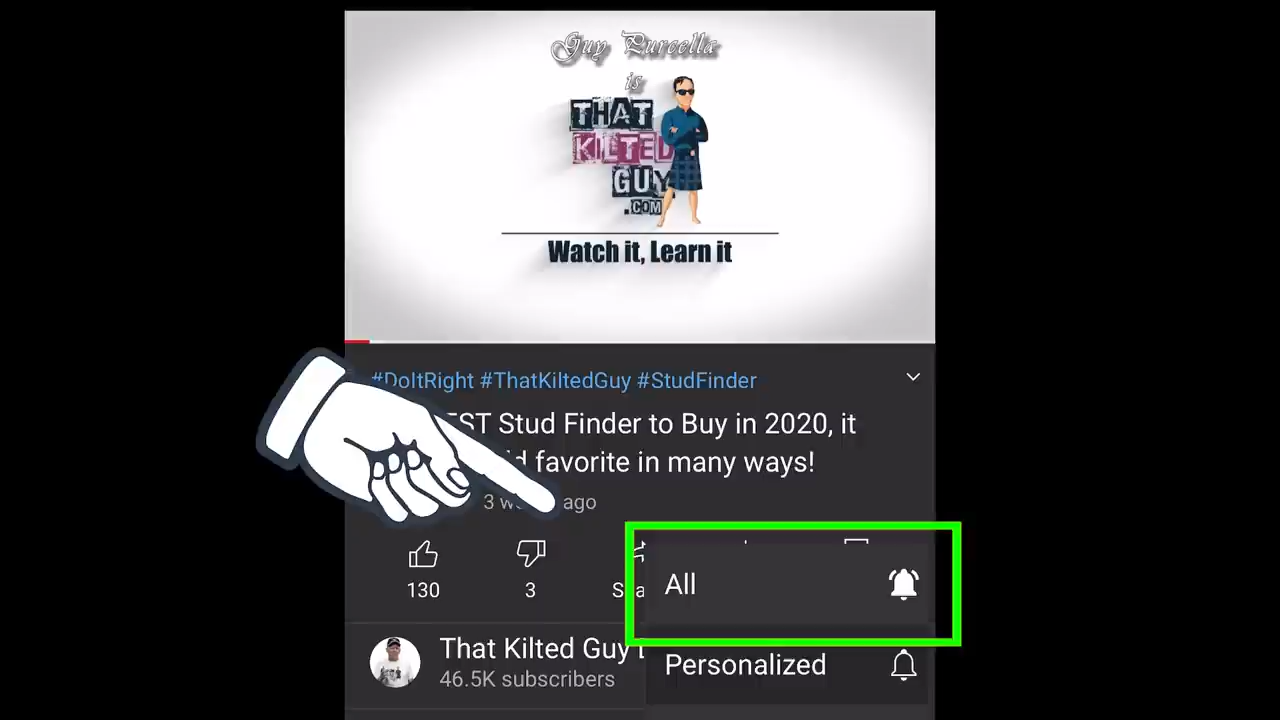 Guy Purcella
is
THAT
KILTED
GUY
.COM
Watch it, Learn it
#DoItRight #ThatKiltedGuy #StudFinder
Stud Finder to Buy in 2020, it
favorite in many ways!
3 ago
130
3
All
That Kilted Guy
46.5K subscribers
Personalized